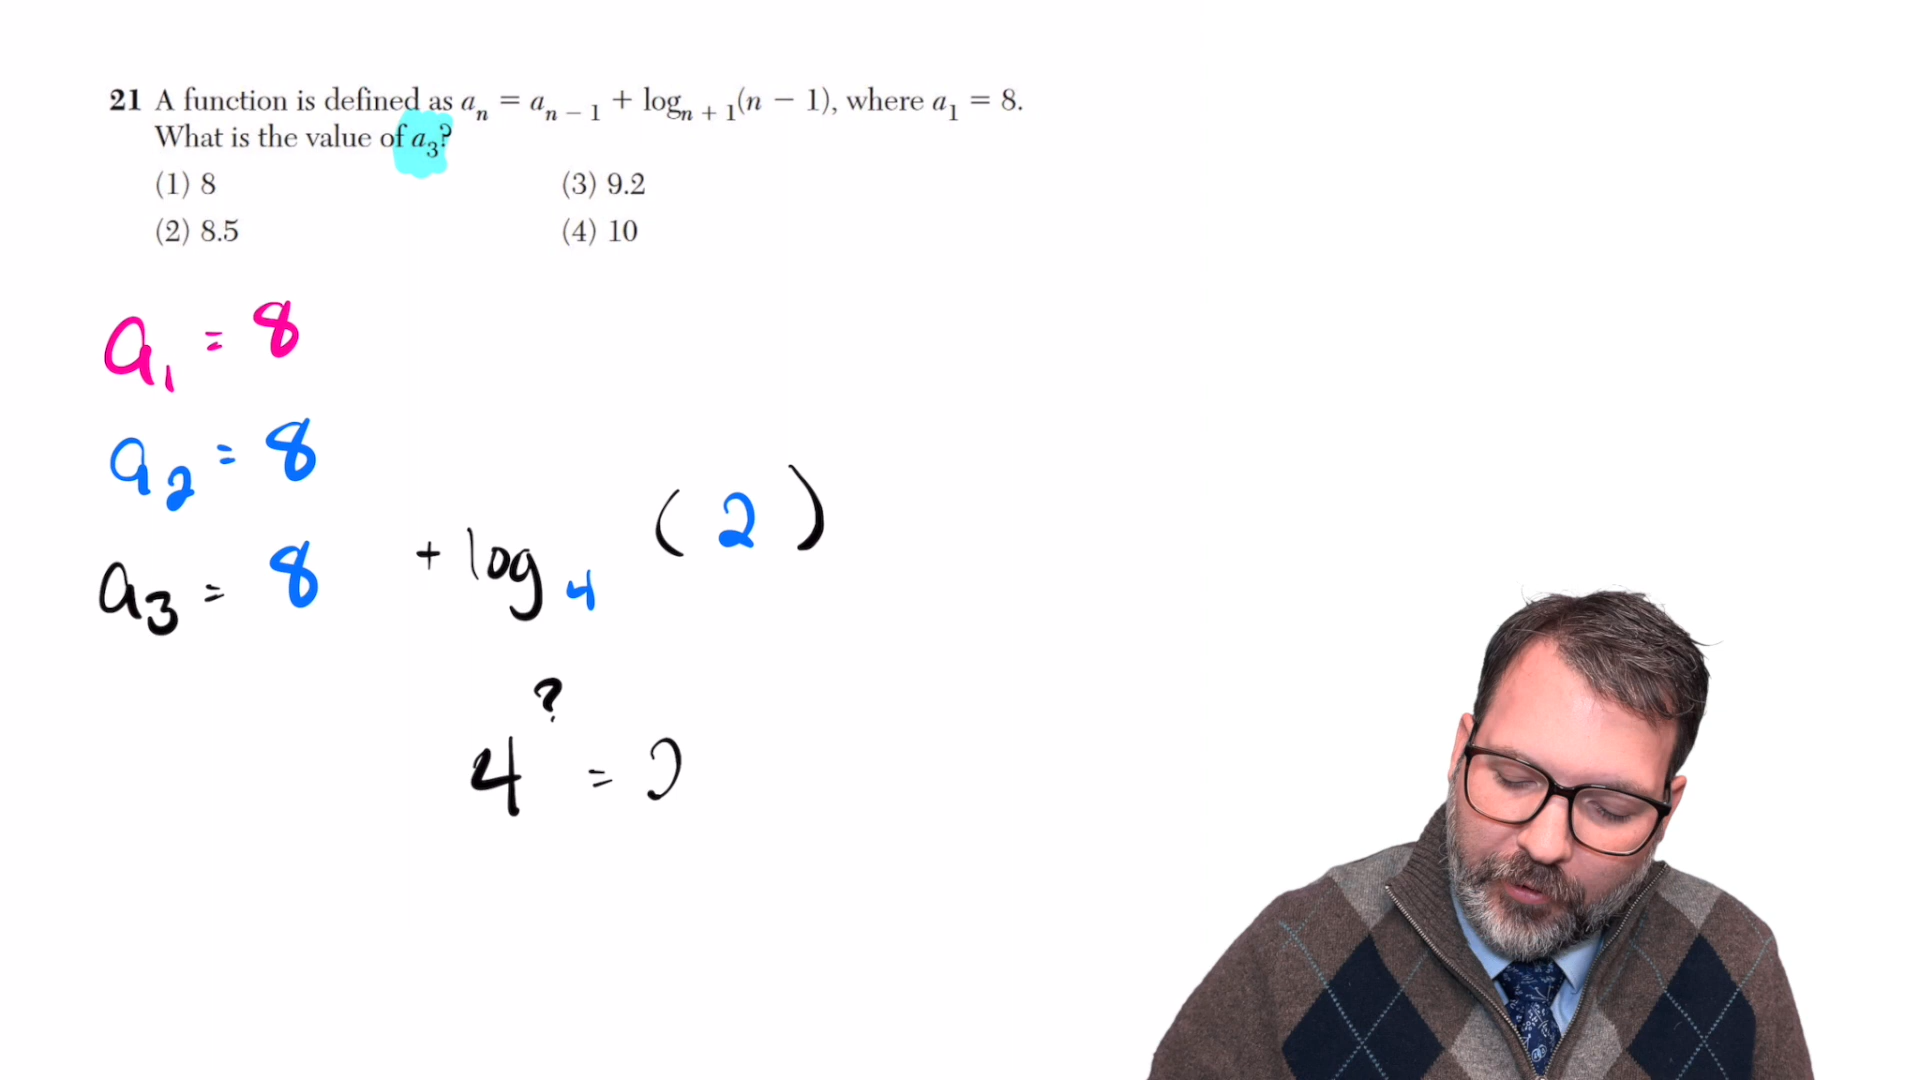 21 A function is defined as aₙ = aₙ₋₁ + logₙ₊₁(n − 1), where a₁ = 8.
What is the value of a₃?
(1) 8 (3) 9.2
(2) 8.5 (4) 10
a₁ = 8
a₂ = 8
a₃ = 8 + log₄ (2)
?
4 =